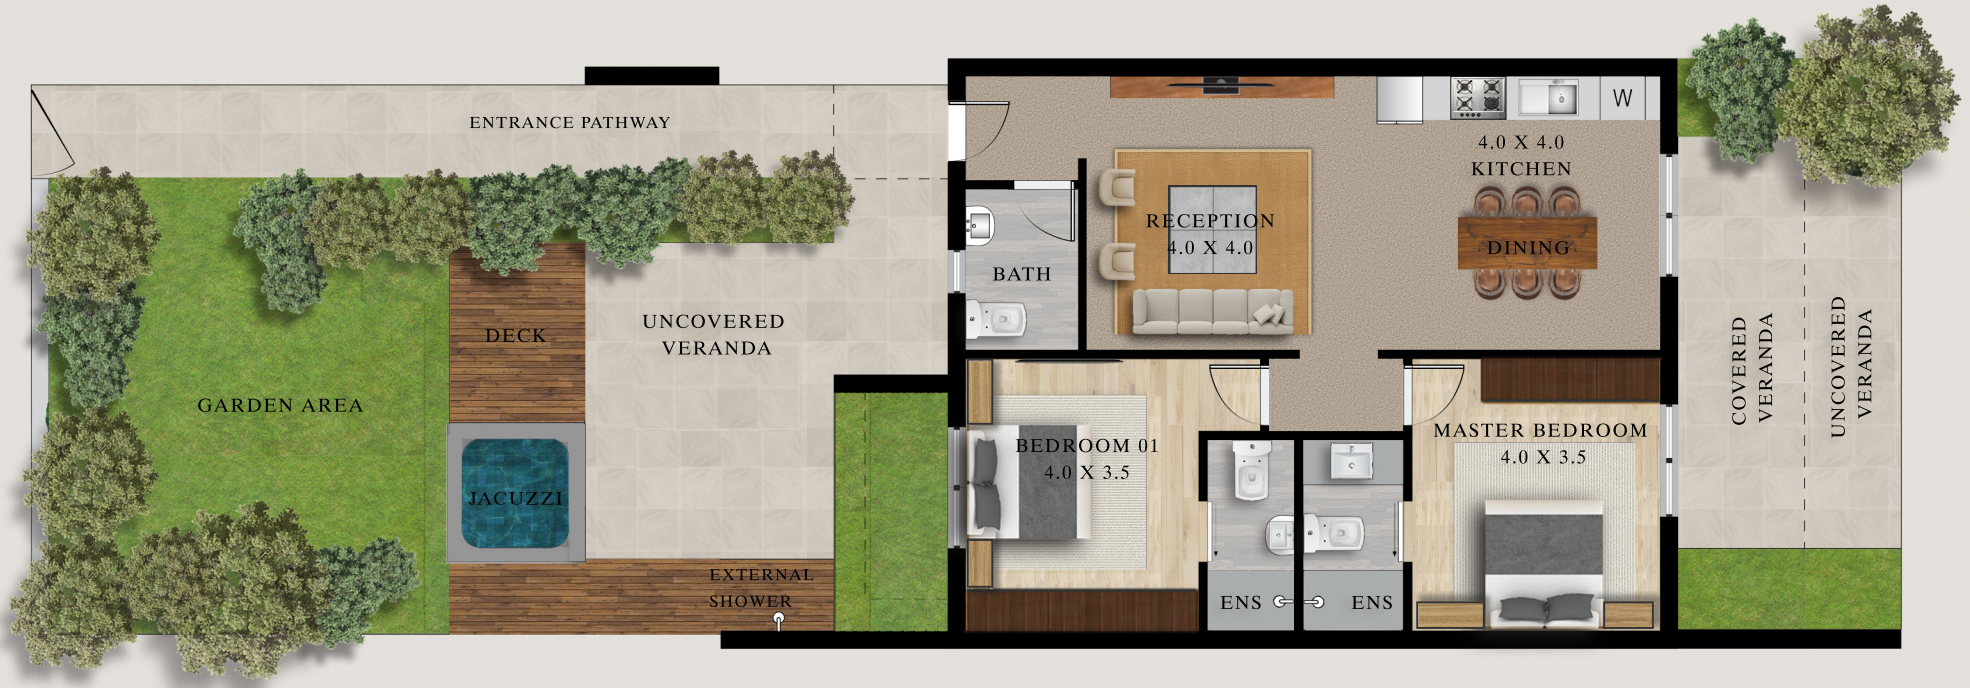 ENTRANCE PATHWAY
GARDEN AREA
DECK
JACUZZI
UNCOVERED
VERANDA
EXTERNAL
SHOWER
BATH
RECEPTION
4.0 X 4.0
W
4.0 X 4.0
KITCHEN
DINING
BEDROOM 01
4.0 X 3.5
ENS
ENS
MASTER BEDROOM
4.0 X 3.5
COVERED
VERANDA
UNCOVERED
VERANDA